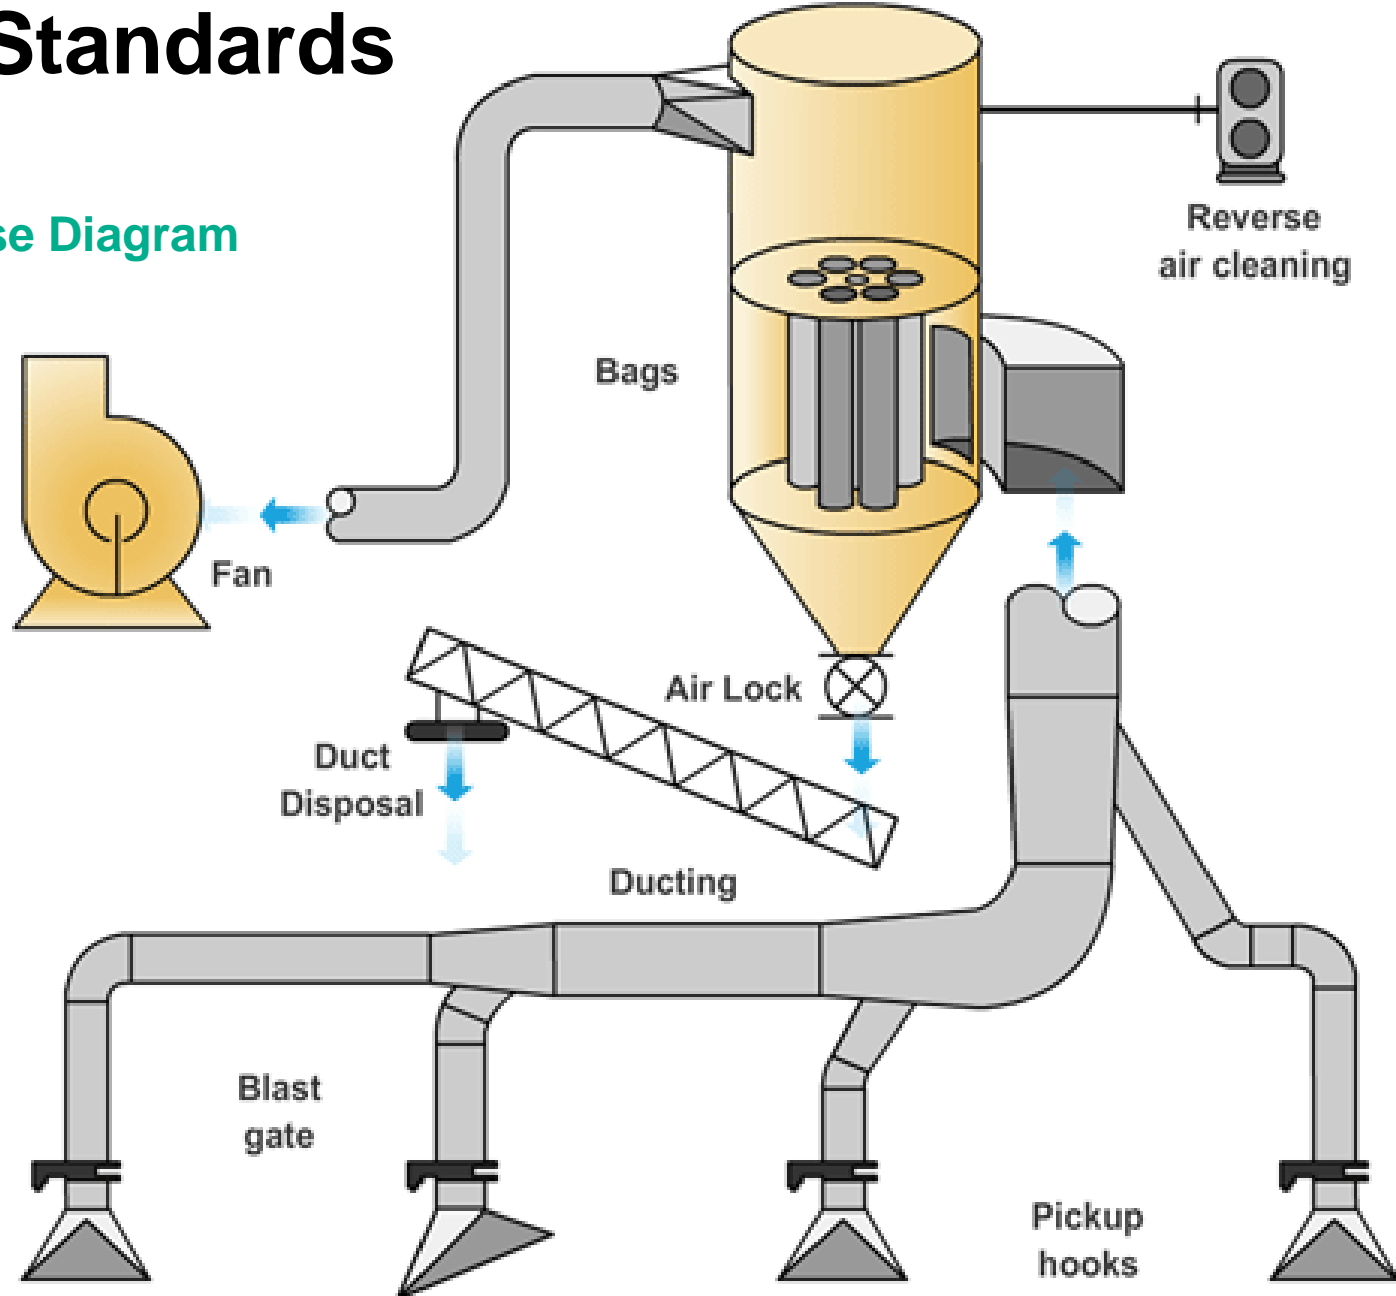 Standards
se Diagram
Reverse
air cleaning
Bags
Fan
Air Lock
Duct
Disposal
Ducting
Blast
gate
Pickup
hooks